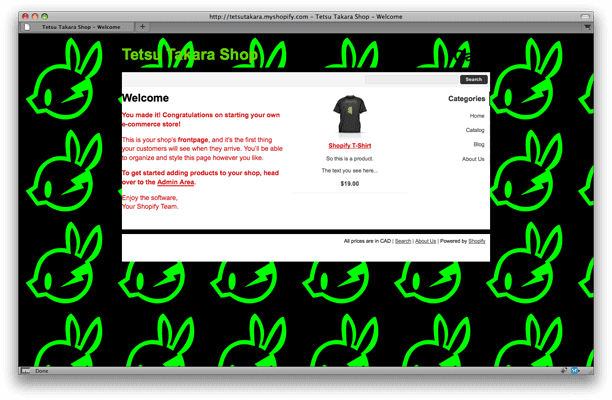 http://tetsutakara.myshopify.com - Tetsu Takara Shop - Welcome
Tetsu Takara Shop - Welcome
Tetsu Takara Shop
Search
Welcome
You made it! Congratulations on starting your own
e-commerce store!
This is your shop's frontpage, and it's the first thing
your customers will see when they arrive. You'll be able
to organize and style this page however you like.
To get started adding products to your shop, head
over to the Admin Area.
Enjoy the software,
Your Shopify Team.
Shopify T-Shirt
So this is a product.
The text you see here...
$19.00
Categories
Home
Catalog
Blog
About Us
All prices are in CAD | Search | About Us | Powered by Shopify
Done